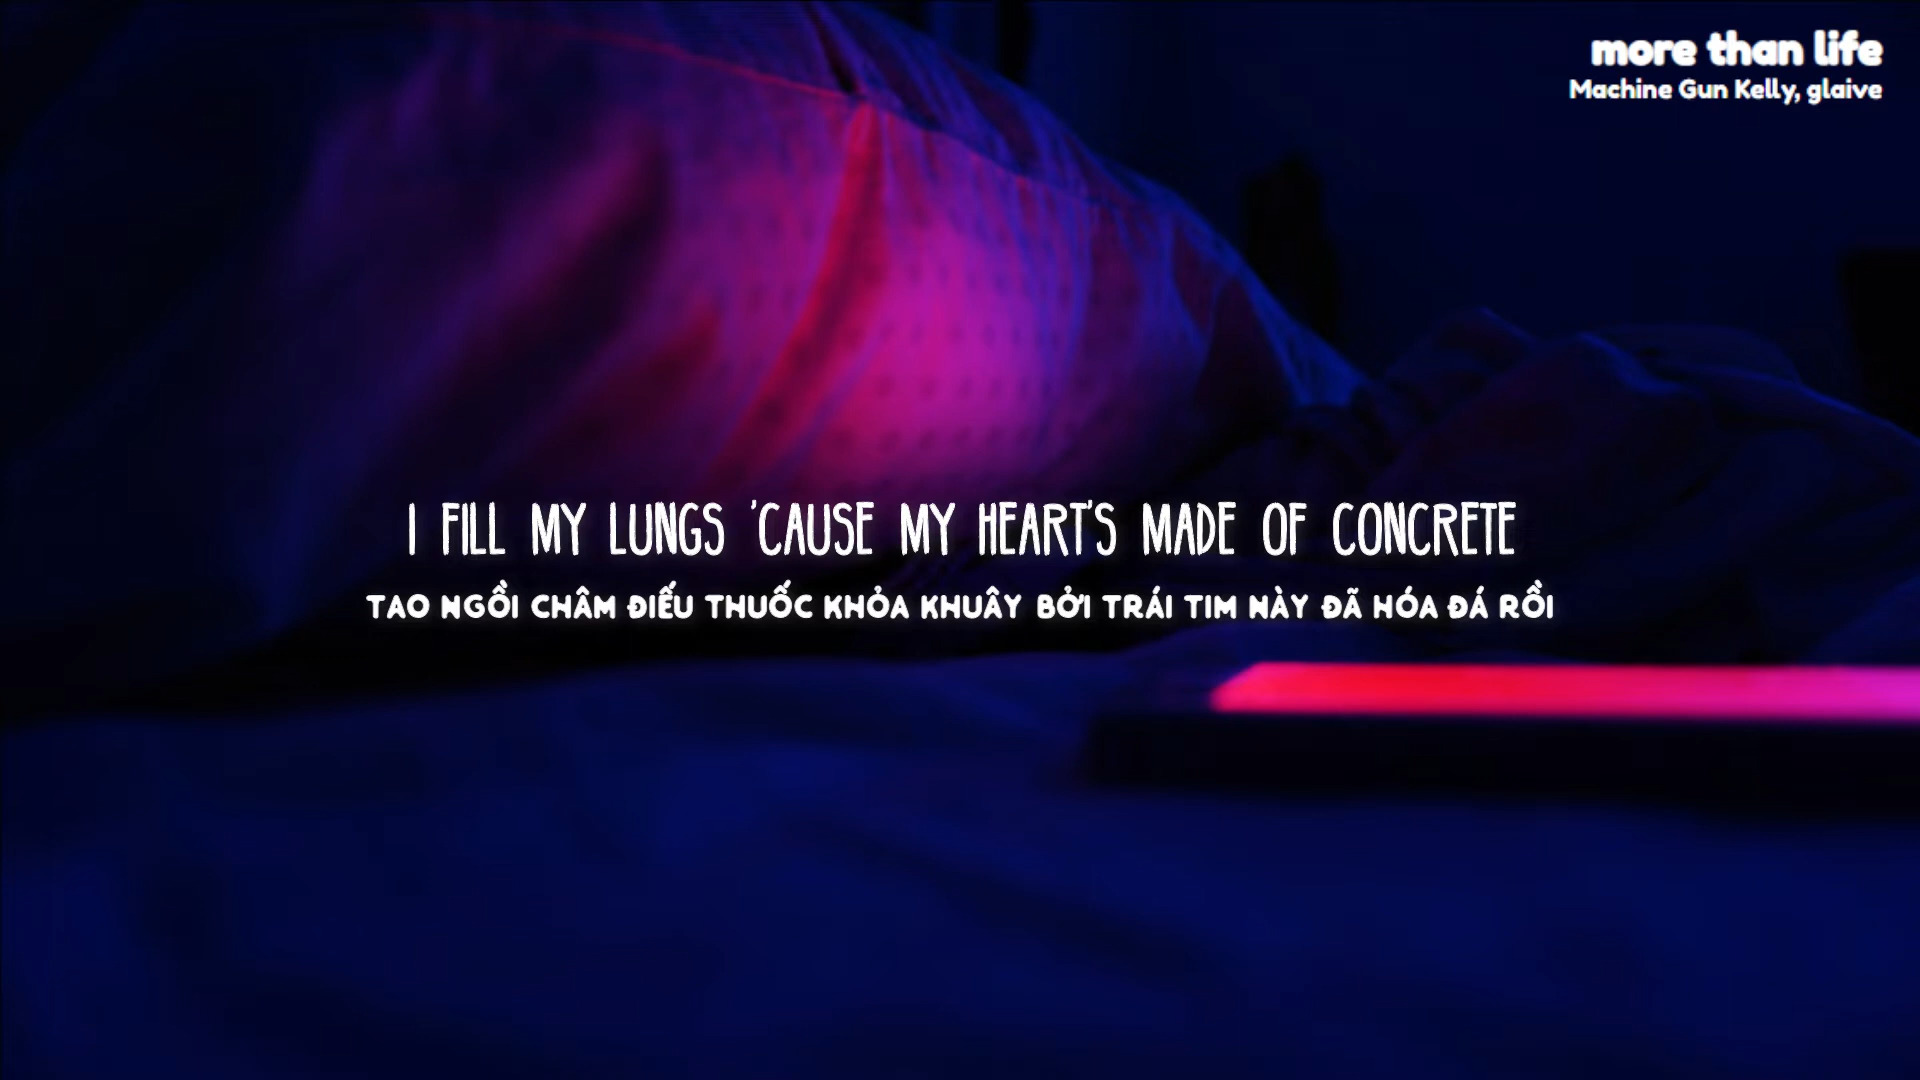 more than life
Machine Gun Kelly, glaive
I FILL MY LUNGS 'CAUSE MY HEART'S MADE OF CONCRETE
TAO NGỒI CHÂM ĐIẾU THUỐC KHỎA KHUÂY BỞI TRÁI TIM NÀY ĐÃ HÓA ĐÁ RỒI